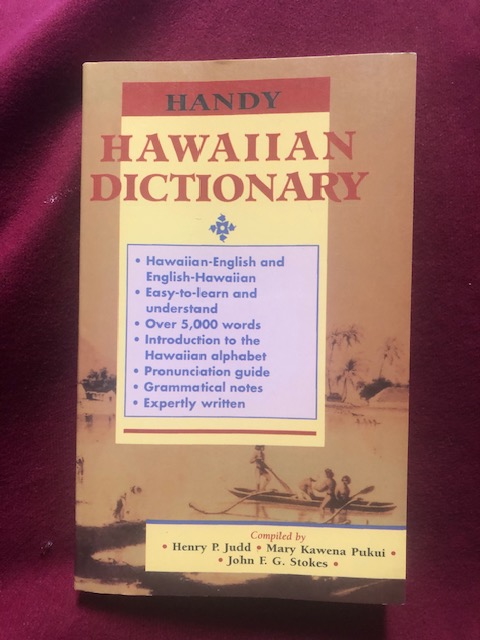 HANDY
HAWAIIAN
DICTIONARY
• Hawaiian-English and
English-Hawaiian
• Easy-to-learn and
understand
• Over 5,000 words
• Introduction to the
Hawaiian alphabet
• Pronunciation guide
• Grammatical notes
• Expertly written
Compiled by
• Henry P. Judd • Mary Kawena Pukui •
• John F. G. Stokes •